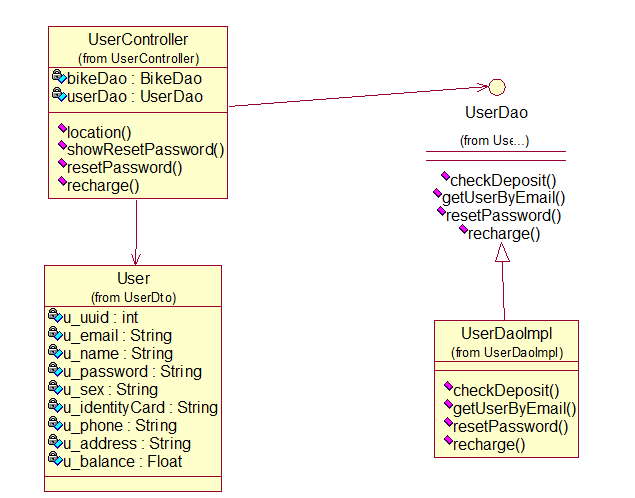 UserController
(from UserController)
bikeDao : BikeDao
userDao : UserDao
location()
showResetPassword()
resetPassword()
recharge()
UserDao
(from Use...)
checkDeposit()
getUserByEmail()
resetPassword()
recharge()
User
(from UserDto)
u_uuid : int
u_email : String
u_name : String
u_password : String
u_sex : String
u_identityCard : String
u_phone : String
u_address : String
u_balance : Float
UserDaoImpl
(from UserDaoImpl)
checkDeposit()
getUserByEmail()
resetPassword()
recharge()